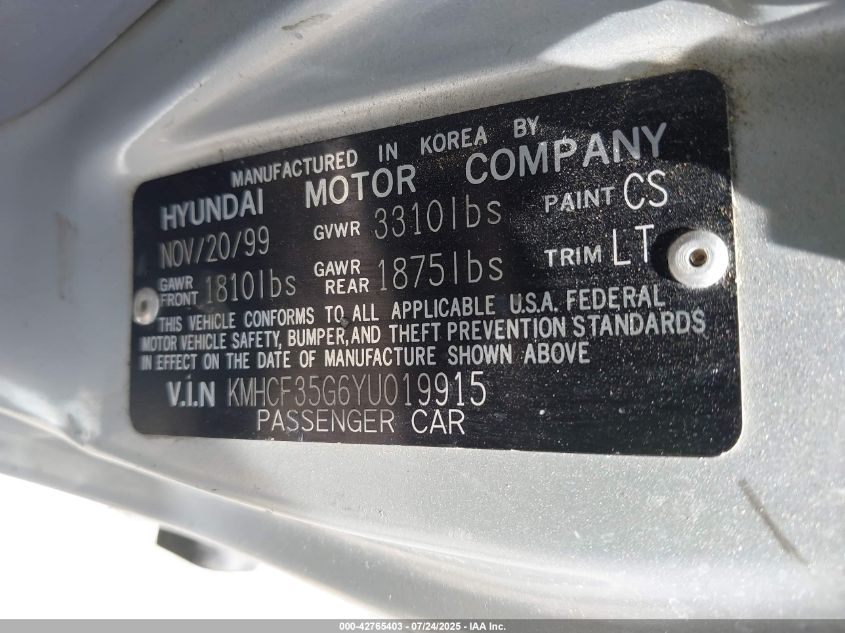 MANUFACTURED IN KOREA BY
HYUNDAI MOTOR COMPANY
NOV/20/99 GVWR 3310lbs PAINT CS
GAWR FRONT 1810lbs GAWR REAR 1875lbs TRIM LT
THIS VEHICLE CONFORMS TO ALL APPLICABLE U.S.A. FEDERAL
MOTOR VEHICLE SAFETY, BUMPER, AND THEFT PREVENTION STANDARDS
IN EFFECT ON THE DATE OF MANUFACTURE SHOWN ABOVE
V.I.N KMHCF35G6YU019915
PASSENGER CAR
000-42765403 - 07/24/2025 - IAA Inc.